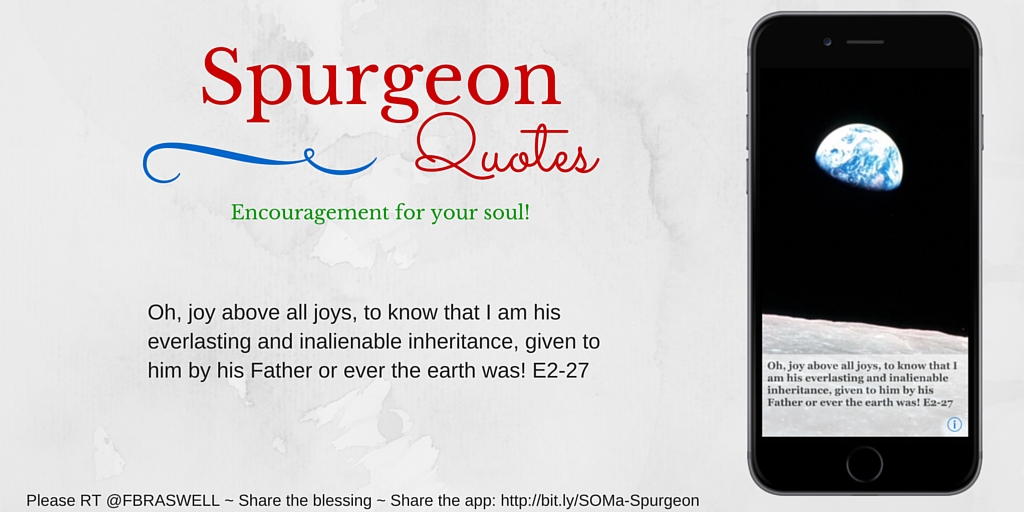 Spurgeon
Quotes
Encouragement for your soul!
Oh, joy above all joys, to know that I am his
everlasting and inalienable inheritance, given to
him by his Father or ever the earth was! E2-27
Oh, joy above all joys, to know that I
am his everlasting and inalienable
inheritance, given to him by his
Father or ever the earth was! E2-27
Please RT @FBRASWELL ~ Share the blessing ~ Share the app: http://bit.ly/SOMa-Spurgeon